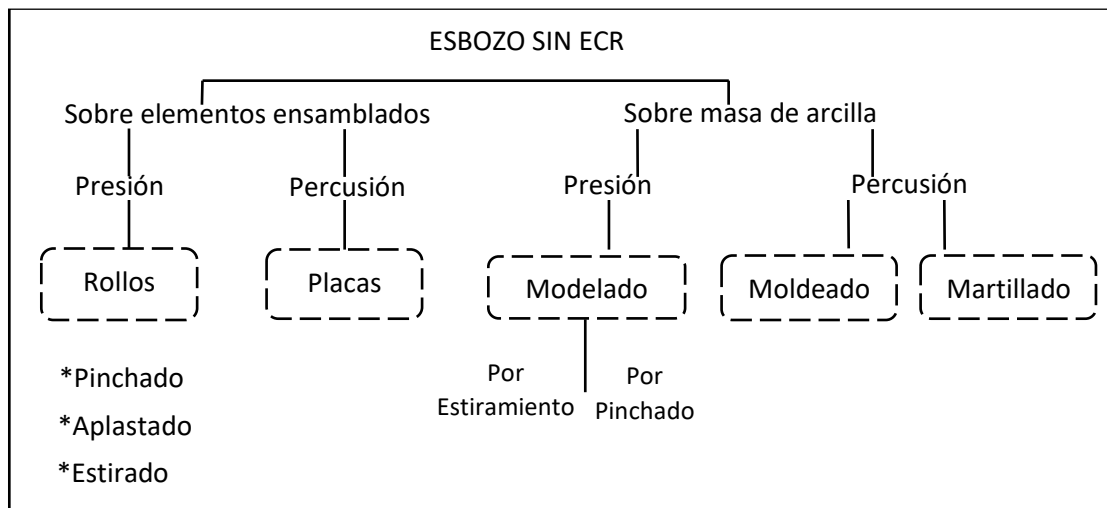 ESBOZO SIN ECR
Sobre elementos ensamblados
Sobre masa de arcilla
Presión
Percusión
Presión
Percusión
Rollos
Placas
Modelado
Moldeado
Martillado
*Pinchado
*Aplastado
*Estirado
Por
Estiramiento
Por
Pinchado